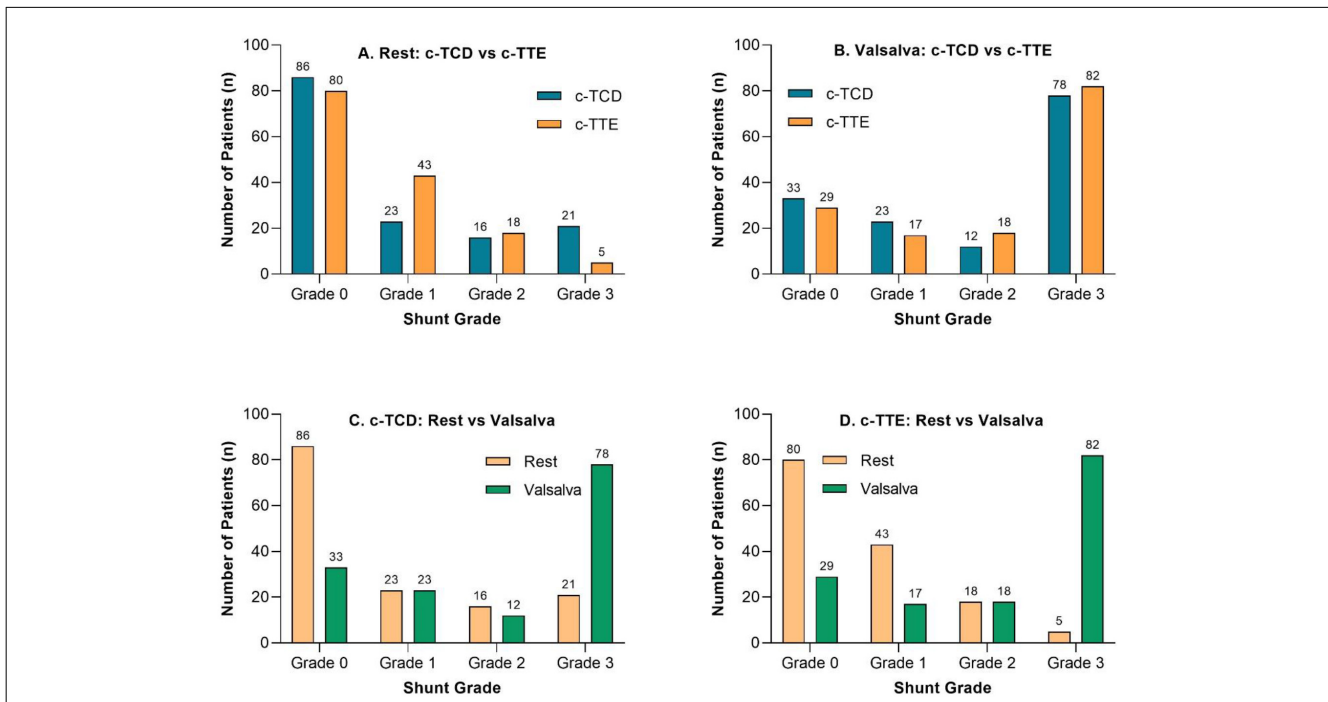 A. Rest: c-TCD vs c-TTE
Number of Patients (n)
100
80
60
40
20
0
86
80
23
43
16
18
21
5
c-TCD
c-TTE
Grade 0
Grade 1
Grade 2
Grade 3
Shunt Grade
B. Valsalva: c-TCD vs c-TTE
Number of Patients (n)
100
80
60
40
20
0
33
29
23
17
12
18
78
82
c-TCD
c-TTE
Grade 0
Grade 1
Grade 2
Grade 3
Shunt Grade
C. c-TCD: Rest vs Valsalva
Number of Patients (n)
100
80
60
40
20
0
86
33
23
23
16
12
21
78
Rest
Valsalva
Grade 0
Grade 1
Grade 2
Grade 3
Shunt Grade
D. c-TTE: Rest vs Valsalva
Number of Patients (n)
100
80
60
40
20
0
80
29
43
17
18
18
5
82
Rest
Valsalva
Grade 0
Grade 1
Grade 2
Grade 3
Shunt Grade